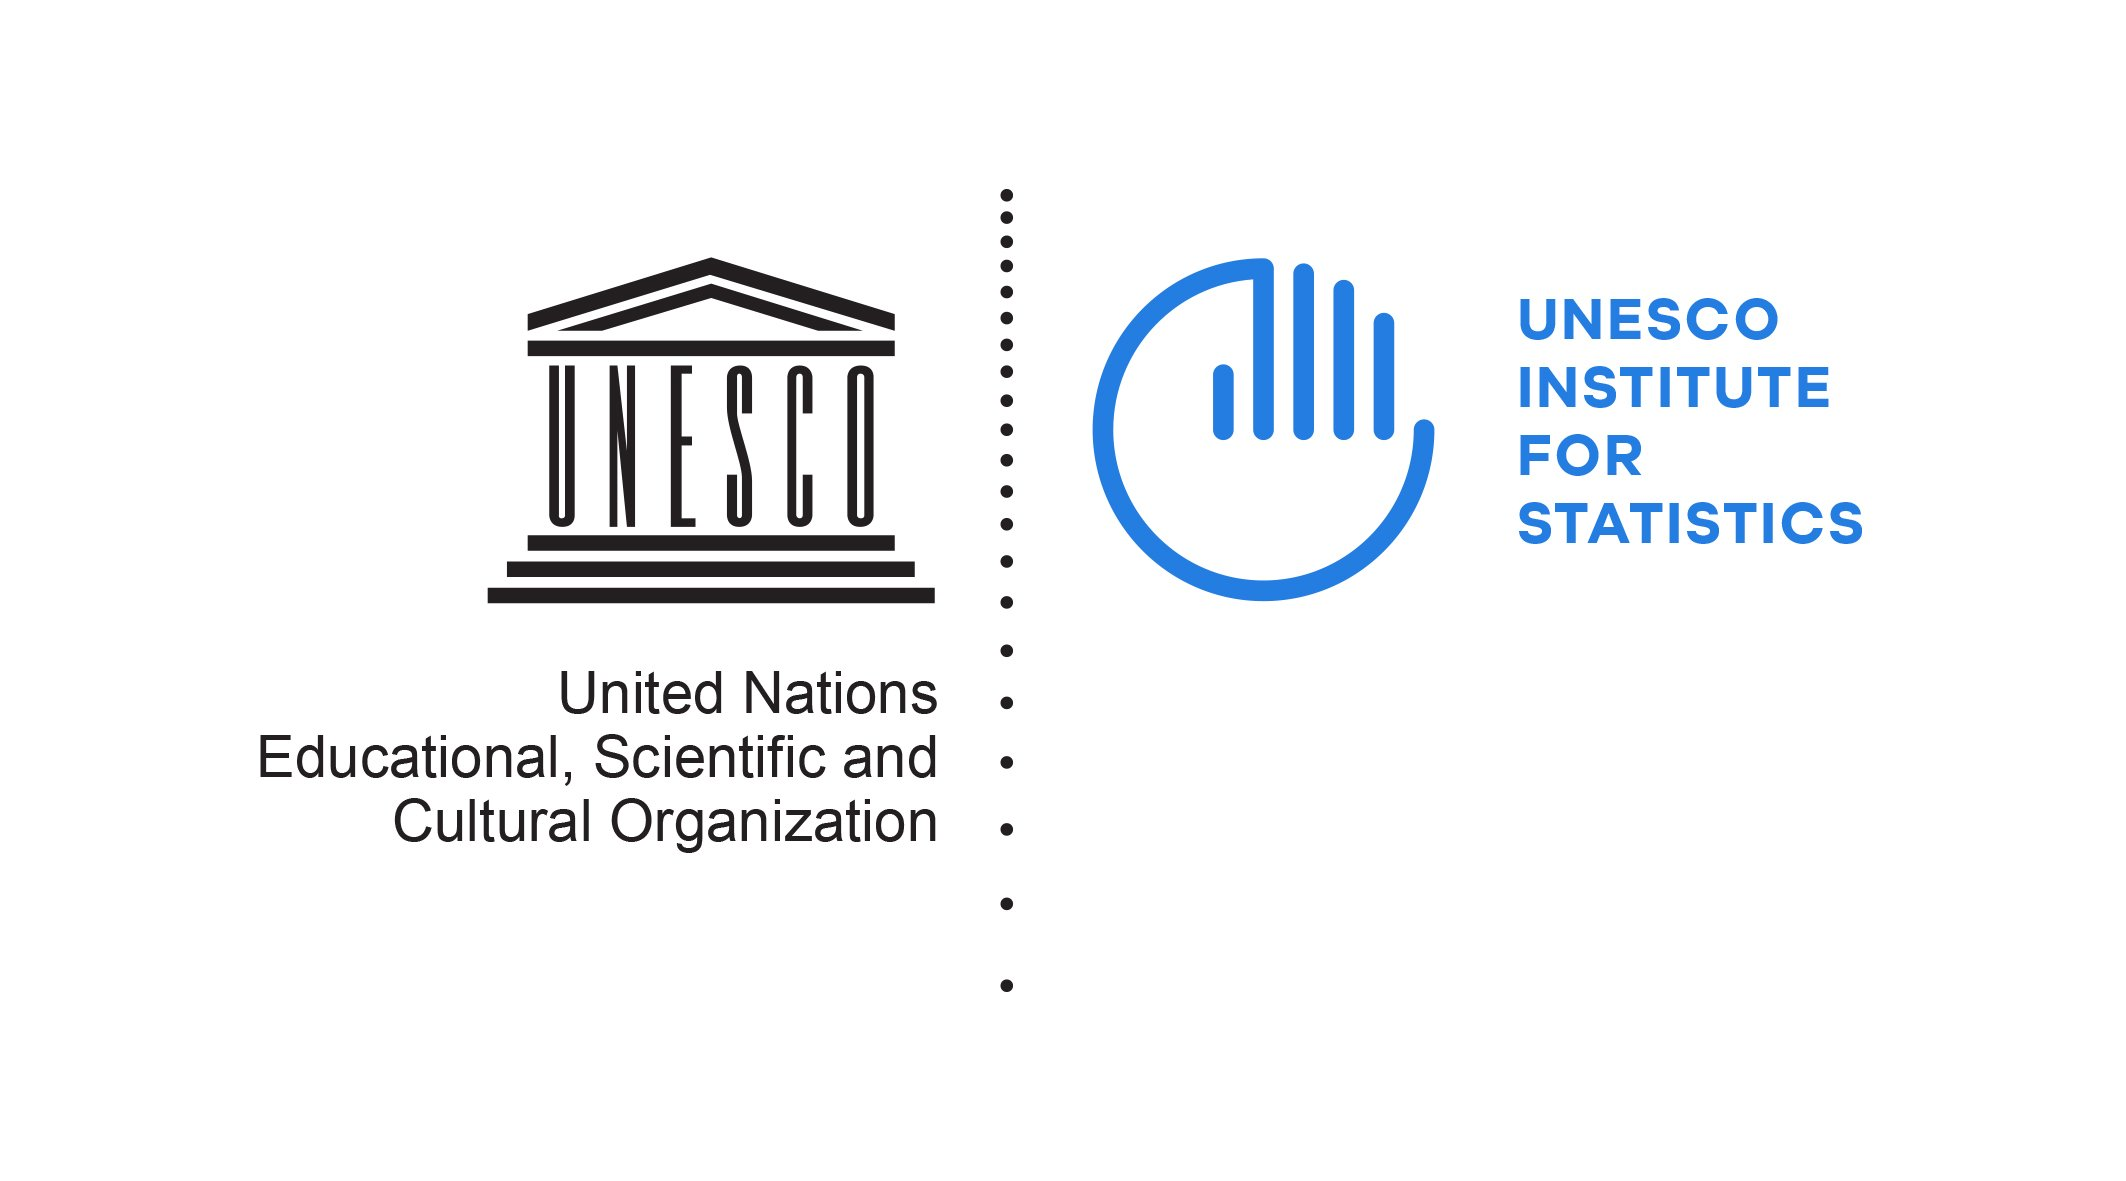 UNESCO
United Nations
Educational, Scientific and
Cultural Organization
UNESCO
INSTITUTE
FOR
STATISTICS